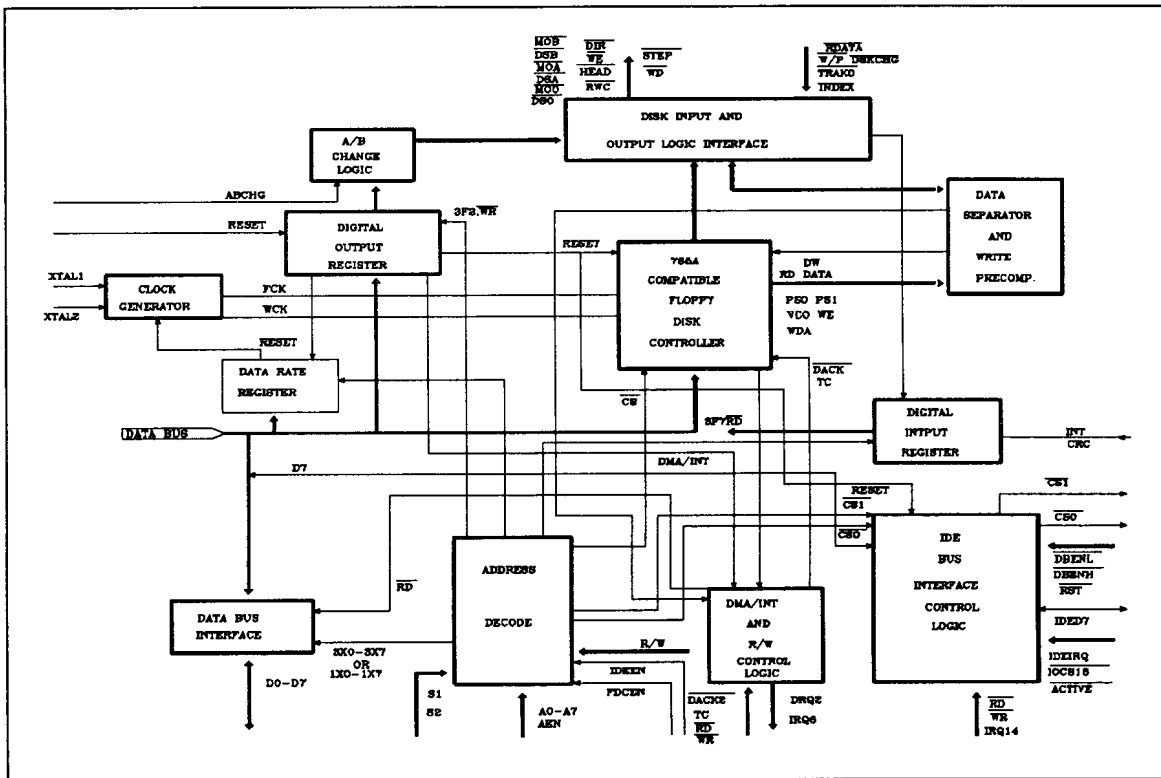 MOB DIR
DSB WE STEP RDATA
MOA HEAD WD W/P DSKCHG
DSA RWC TRAK0
MO0 INDEX
DS0
DISK INPUT AND
OUTPUT LOGIC INTERFACE
A/B
CHANGE
LOGIC
ABCHG
RESET
DIGITAL
OUTPUT
REGISTER
3F2.WR
RESET
DATA
SEPARATOR
AND
WRITE
PRECOMP.
XTAL1
XTAL2
CLOCK
GENERATOR
FCK
WCK
765A
COMPATIBLE
FLOPPY
DISK
CONTROLLER
DW
RD DATA
PS0 PS1
VCO WE
WDA
RESET
DATA RATE
REGISTER
DACK
TC
CS
DATA BUS
3F7RD
DIGITAL
INTPUT
REGISTER
INT
CRC
D7
DMA/INT
RESET
CS1
CS0
CS1
CS0
IDE
BUS
INTERFACE
CONTROL
LOGIC
DBENL
DBENH
RST
IDED7
IDEIRQ
IOCS16
ACTIVE
RD
ADDRESS
DECODE
DATA BUS
INTERFACE
3X0-3X7
OR
1X0-1X7
DMA/INT
AND
R/W
CONTROL
LOGIC
R/W
IDEEN
FDCEN
D0-D7
S1
S2
A0-A7
AEN
DACK2
TC
RD
WR
DRQ2
IRQ6
RD
WR
IRQ14